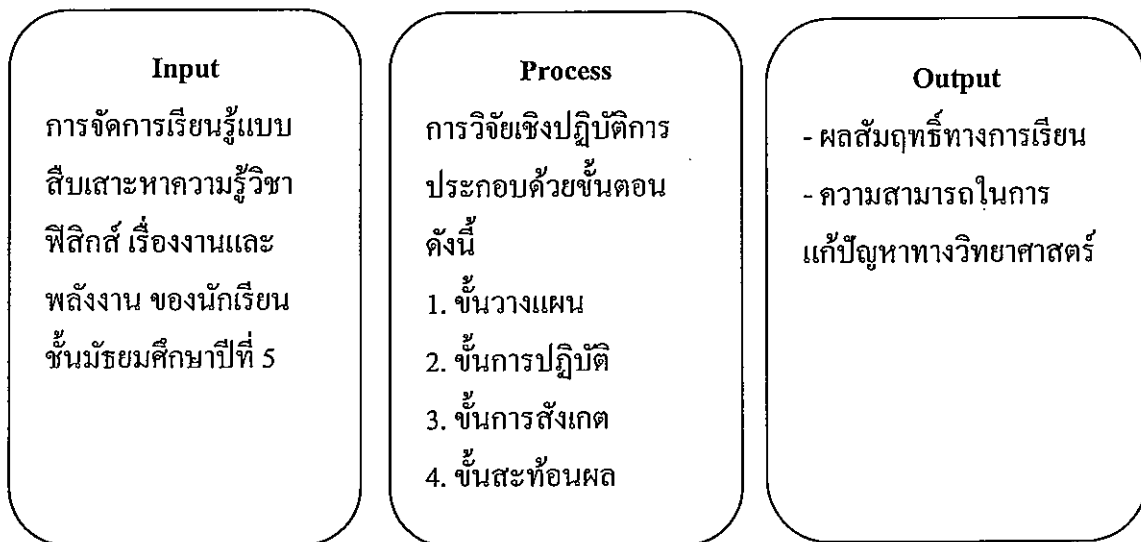 Input
การจัดการเรียนรู้แบบ
สืบเสาะหาความรู้วิชา
ฟิสิกส์ เรื่องงานและ
พลังงาน ของนักเรียน
ชั้นมัธยมศึกษาปีที่ 5
Process
การวิจัยเชิงปฏิบัติการ
ประกอบด้วยขั้นตอน
ดังนี้
1. ขั้นวางแผน
2. ขั้นการปฏิบัติ
3. ขั้นการสังเกต
4. ขั้นสะท้อนผล
Output
- ผลสัมฤทธิ์ทางการเรียน
- ความสามารถในการ
แก้ปัญหาทางวิทยาศาสตร์